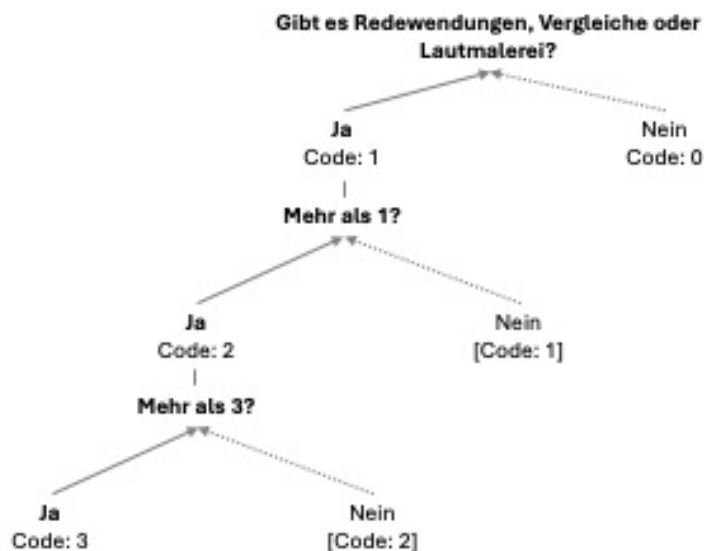 Gibt es Redewendungen, Vergleiche oder
Lautmalerei?
Ja
Nein
Code: 1
Code: 0
Mehr als 1?
Ja
Nein
Code: 2
[Code: 1]
Mehr als 3?
Ja
Nein
Code: 3
[Code: 2]